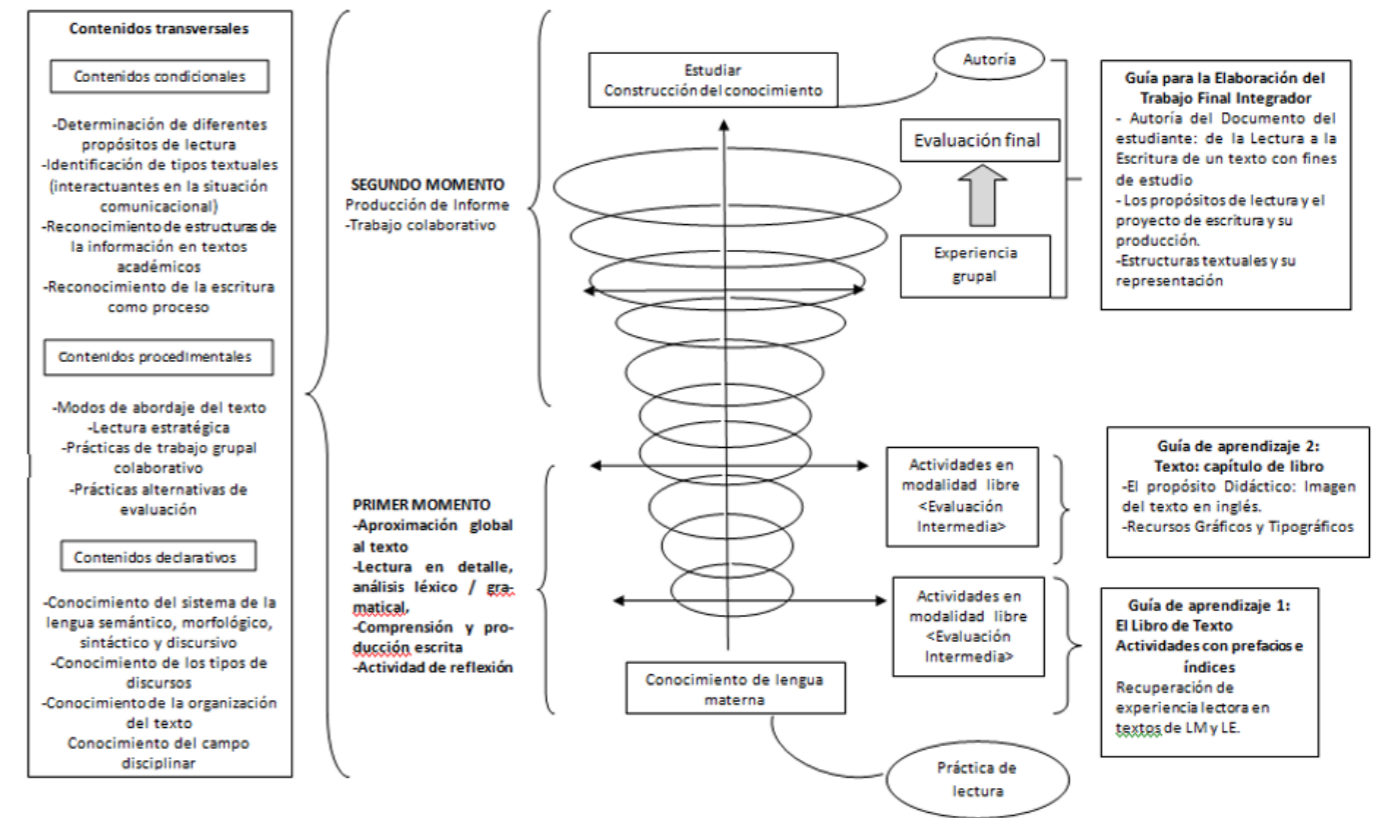 Contenidos transversales
Contenidos condicionales
-Determinación de diferentes
propósitos de lectura
-Identificación de tipos textuales
(interactuantes en la situación
comunicacional)
-Reconocimiento de estructuras de
la información en textos
académicos
-Reconocimiento de la escritura
como proceso
Contenidos procedimentales
-Modos de abordaje del texto
-Lectura estratégica
-Prácticas de trabajo grupal
colaborativo
-Prácticas alternativas de
evaluación
Contenidos declarativos
-Conocimiento del sistema de la
lengua semántico, morfológico,
sintáctico y discursivo
-Conocimiento de los tipos de
discursos
-Conocimiento de la organización
del texto
Conocimiento del campo
disciplinar
SEGUNDO MOMENTO
Producción de Informe
-Trabajo colaborativo
PRIMER MOMENTO
-Aproximación global
al texto
-Lectura en detalle,
análisis léxico / gra-
matical,
-Comprensión y pro-
ducción escrita
-Actividad de reflexión
Estudiar
Construcción del conocimiento
Conocimiento de lengua
materna
Autoría
Evaluación final
Experiencia
grupal
Actividades en
modalidad libre
<Evaluación
Intermedia>
Actividades en
modalidad libre
<Evaluación
Intermedia>
Práctica de
lectura
Guía para la Elaboración del
Trabajo Final Integrador
- Autoría del Documento del
estudiante: de la Lectura a la
Escritura de un texto con fines
de estudio
- Los propósitos de lectura y el
proyecto de escritura y su
producción.
-Estructuras textuales y su
representación
Guía de aprendizaje 2:
Texto: capítulo de libro
-El propósito Didáctico: Imagen
del texto en inglés.
-Recursos Gráficos y Tipográficos
Guía de aprendizaje 1:
El Libro de Texto
Actividades con prefacios e
índices
Recuperación de
experiencia lectora en
textos de LM y LE.